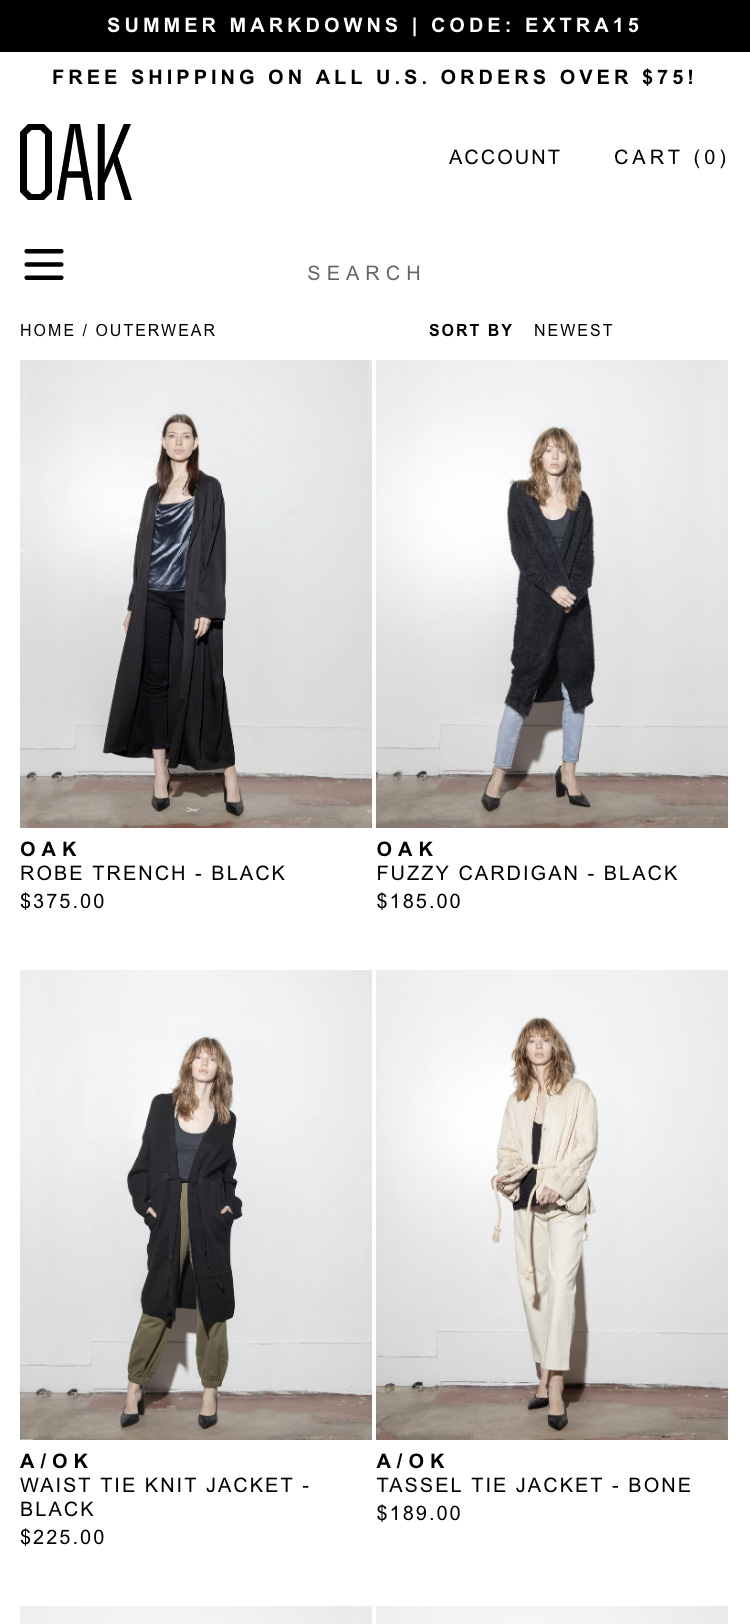 SUMMER MARKDOWNS | CODE: EXTRA15
FREE SHIPPING ON ALL U.S. ORDERS OVER $75!
OAK
ACCOUNT CART (0)
SEARCH
HOME / OUTERWEAR SORT BY NEWEST
OAK
ROBE TRENCH - BLACK
$375.00
OAK
FUZZY CARDIGAN - BLACK
$185.00
A/OK
WAIST TIE KNIT JACKET -
BLACK
$225.00
A/OK
TASSEL TIE JACKET - BONE
$189.00